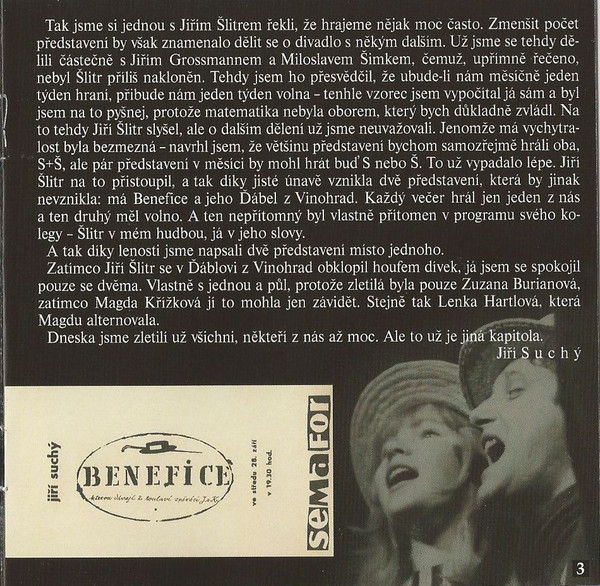 Tak jsme si jednou s Jiřím Šlitrem řekli, že hrajeme nějak moc často. Zmenšit počet
představení by však znamenalo dělit se o divadlo s někým dalším. Už jsme se tehdy dě-
lili částečně s Jiřím Grossmannem a Miloslavem Šimkem, čemuž, upřímně řečeno,
nebyl Šlitr příliš nakloněn. Tehdy jsem ho přesvědčil, že ubude-li nám měsíčně jeden
týden hraní, přibude nám jeden týden volna - tenhle vzorec jsem vypočítal já sám a byl
jsem na to pyšnej, protože matematika nebyla oborem, který bych důkladně zvládl. Na
to tehdy Jiří Šlitr slyšel, ale o dalším dělení už jsme neuvažovali. Jenomže má vychytra-
lost byla bezmezná - navrhl jsem, že většinu představení bychom samozřejmě hráli oba,
S+Š, ale pár představení v měsíci by mohl hrát buď S nebo Š. To už vypadalo lépe. Jiří
Šlitr na to přistoupil, a tak díky jisté únavě vznikla dvě představení, která by jinak
nevznikla: má Benefice a jeho Ďábel z Vinohrad. Každý večer hrál jen jeden z nás
a ten druhý měl volno. A ten nepřítomný byl vlastně přítomen v programu svého ko-
legy - Šlitr v mém hudbou, já v jeho slovy.
A tak díky lenosti jsme napsali dvě představení místo jednoho.
Zatímco Jiří Šlitr se v Ďáblovi z Vinohrad obklopil houfem dívek, já jsem se spokojil
pouze se dvěma. Vlastně s jednou a půl, protože zletilá byla pouze Zuzana Burianová,
zatímco Magda Křížková jí to mohla jen závidět. Stejně tak Lenka Hartlová, která
Magdu alternovala.
Dneska jsme zletilí už všichni, někteří z nás až moc. Ale to už je jiná kapitola.
Jiří Suchý
jiří suchý
BENEFICE
ve středu 28. září
v 19.30 hod.
semafor
3